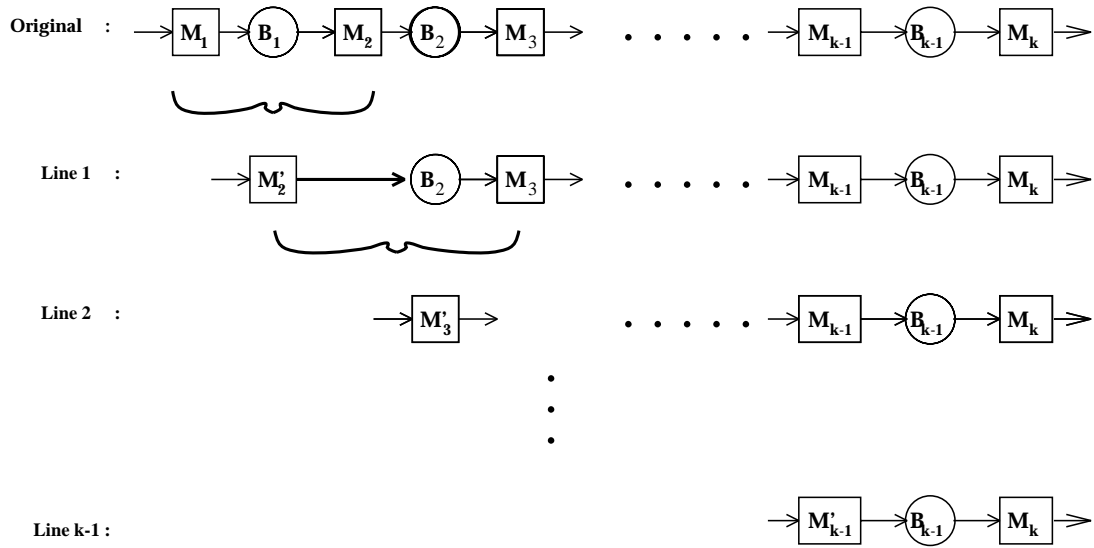 Original : M1 B1 M2 B2 M3 . . . . . Mk-1 Bk-1 Mk
Line 1 : M'2 B2 M3 . . . . . Mk-1 Bk-1 Mk
Line 2 : M'3 . . . . . Mk-1 Bk-1 Mk
Line k-1 : M'k-1 Bk-1 Mk